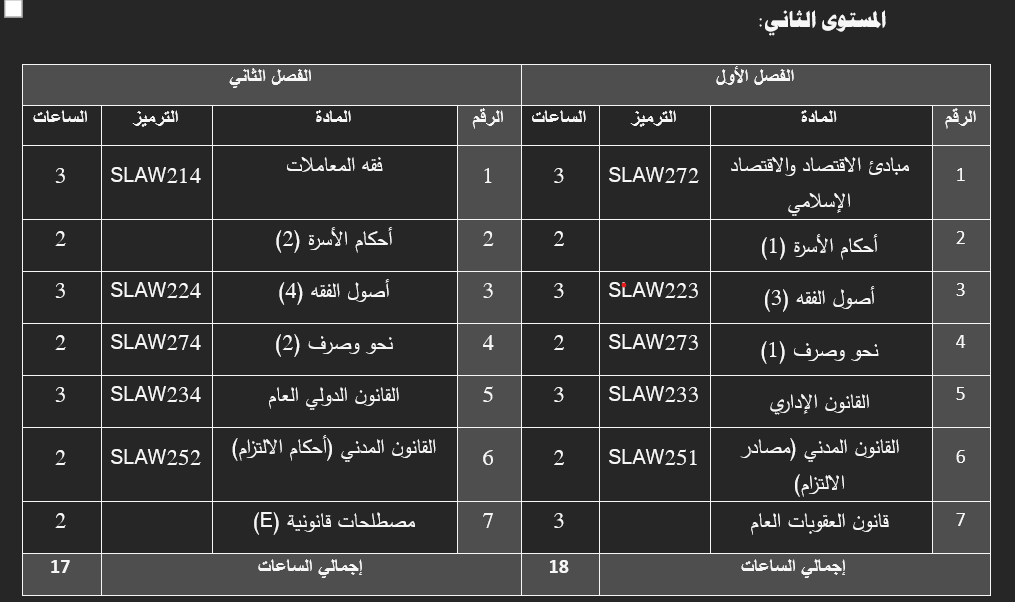 المستوى الثاني:
الفصل الأول	الفصل الثاني
الرقم	المادة	الترميز	الساعات	الرقم	المادة	الترميز	الساعات
1	مبادئ الاقتصاد والاقتصاد الإسلامي	SLAW272	3	1	فقه المعاملات	SLAW214	3
2	أحكام الأسرة (1)		2	2	أحكام الأسرة (2)		2
3	أصول الفقه (3)	SLAW223	3	3	أصول الفقه (4)	SLAW224	3
4	نحو وصرف (1)	SLAW273	2	4	نحو وصرف (2)	SLAW274	2
5	القانون الإداري	SLAW233	3	5	القانون الدولي العام	SLAW234	3
6	القانون المدني (مصادر الالتزام)	SLAW251	2	6	القانون المدني (أحكام الالتزام)	SLAW252	2
7	قانون العقوبات العام		3	7	مصطلحات قانونية (E)		2
إجمالي الساعات	18	إجمالي الساعات	17